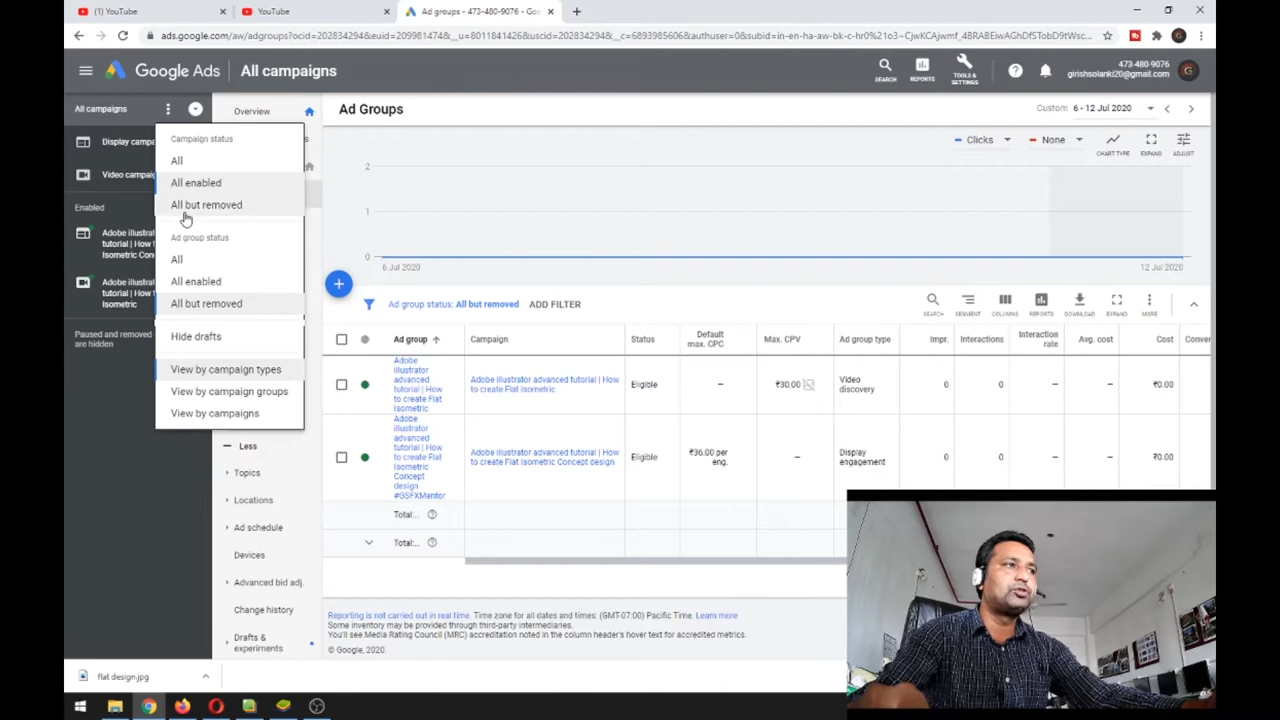 (1) YouTube
YouTube
Ad groups - 473-480-9076 - Goo
ads.google.com/aw/adgroups?ocid=202834294&euid=209981474&__u=8011841426&uscid=202834294&__c=6893985606&authuser=0&subid=in-en-ha-aw-bk-c-hr0%21o3~CjwKCAjwmf_4BRABEiwAGhDfSTobD9tWsc...
Google Ads
All campaigns
SEARCH
REPORTS
TOOLS &
SETTINGS
473-480-9076
girishsolanki20@gmail.com
All campaigns
Overview
Ad Groups
Custom 6 - 12 Jul 2020
Display campa
Video campaig
Enabled
Adobe illustrat
tutorial | How t
Isometric Conc
Adobe illustrat
tutorial | How t
Isometric
Paused and removed
are hidden
Campaign status
All
All enabled
All but removed
Ad group status
All
All enabled
All but removed
Hide drafts
View by campaign types
View by campaign groups
View by campaigns
Less
Topics
Locations
Ad schedule
Devices
Advanced bid adj.
Change history
Drafts &
experiments
Clicks
None
CHART TYPE
EXPAND
ADJUST
2
1
0
6 Jul 2020
12 Jul 2020
Ad group status: All but removed
ADD FILTER
SEARCH
SEGMENT
COLUMNS
REPORTS
DOWNLOAD
EXPAND
MORE
Ad group
Campaign
Status
Default
max. CPC
Max. CPV
Ad group type
Impr.
Interactions
Interaction
rate
Avg. cost
Cost
Conver
Adobe
illustrator
advanced
tutorial | How
to create Flat
Isometric
Adobe illustrator advanced tutorial | How
to create Flat Isometric
Eligible
–
₹30.00
Video
discovery
0
0
–
–
₹0.00
Adobe
illustrator
advanced
tutorial | How
to create Flat
Isometric
Concept
design
#GSFXMentor
Adobe illustrator advanced tutorial | How
to create Flat Isometric Concept design
Eligible
₹36.00 per
eng.
–
Display
engagement
0
0
–
–
₹0.00
Total:...
Total:...
Reporting is not carried out in real time. Time zone for all dates and times: (GMT-07:00) Pacific Time. Learn more
Some inventory may be provided through third-party intermediaries.
You'll see Media Rating Council (MRC) accreditation noted in the column header's hover text for accredited metrics.
© Google, 2020.
flat design.jpg